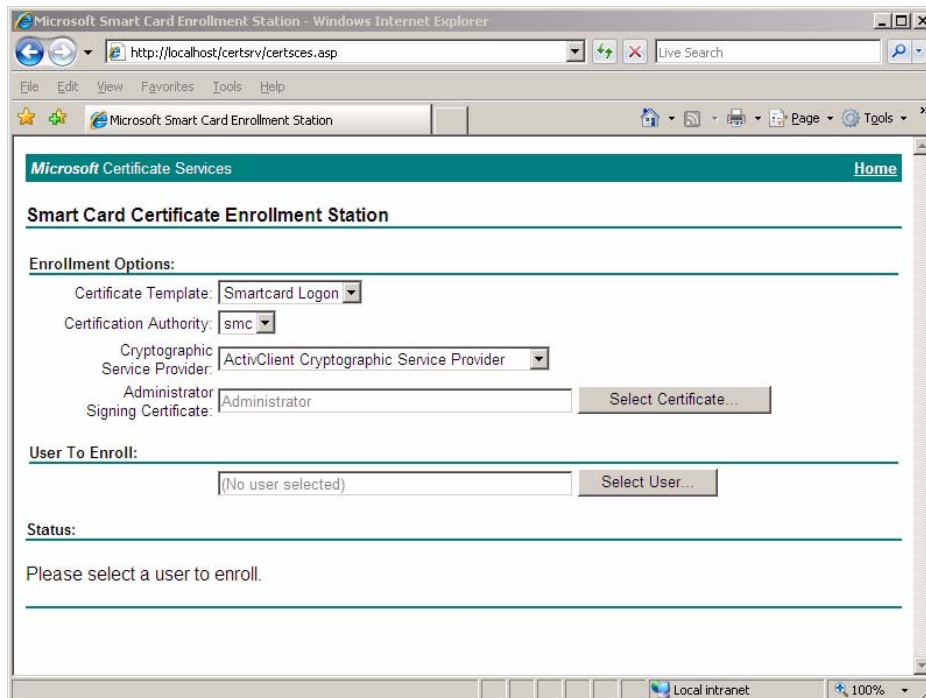 Microsoft Smart Card Enrollment Station - Windows Internet Explorer
http://localhost/certsrv/certsces.asp
Live Search
File Edit View Favorites Tools Help
Microsoft Smart Card Enrollment Station
Page Tools
Microsoft Certificate Services Home
Smart Card Certificate Enrollment Station
Enrollment Options:
Certificate Template: Smartcard Logon
Certification Authority: smc
Cryptographic
Service Provider: ActivClient Cryptographic Service Provider
Administrator
Signing Certificate: Administrator Select Certificate...
User To Enroll:
(No user selected) Select User...
Status:
Please select a user to enroll.
Local intranet 100%